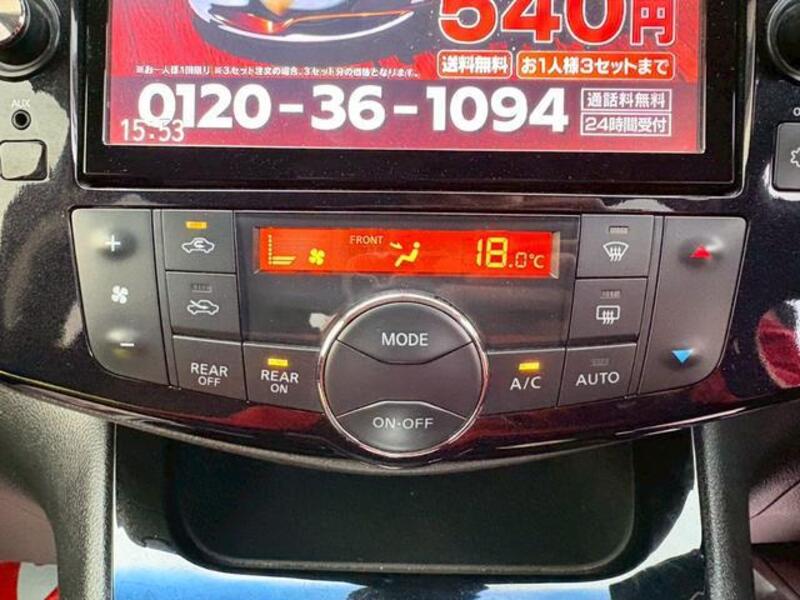 540円
送料無料 お1人様3セットまで
※お一人様1回限り ※3セット注文の場合、3セット分の価格となります。
0120-36-1094 通話料無料
24時間受付
15:53
AUX
FRONT
18.0℃
MODE
REAR OFF
REAR ON
A/C
AUTO
ON·OFF